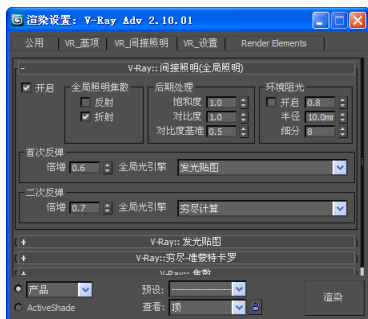 渲染设置: V-Ray Adv 2.10.01
公用 VR_基项 VR_间接照明 VR_设置 Render Elements
- V-Ray:: 间接照明(全局照明)
开启 全局照明焦散 后期处理 环境阻光
反射 饱和度 1.0 开启 0.8
折射 对比度 1.0 半径 10.0mm
对比度基准 0.5 细分 8
首次反弹
倍增 0.6 全局光引擎 发光贴图
二次反弹
倍增 0.7 全局光引擎 穷尽计算
+ V-Ray:: 发光贴图
+ V-Ray::穷尽-准蒙特卡罗
+ V-Ray:: 焦散
产品 预设: --------------------
ActiveShade 查看: 顶 渲染